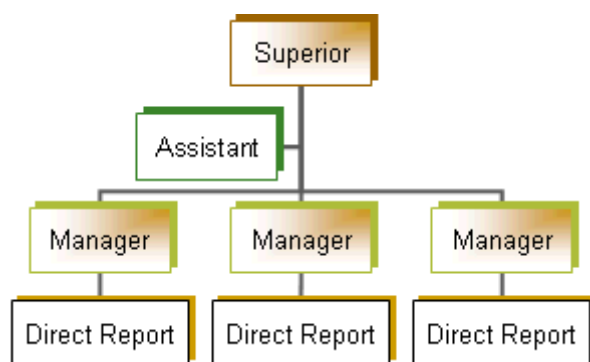 Superior
Assistant
Manager
Manager
Manager
Direct Report
Direct Report
Direct Report